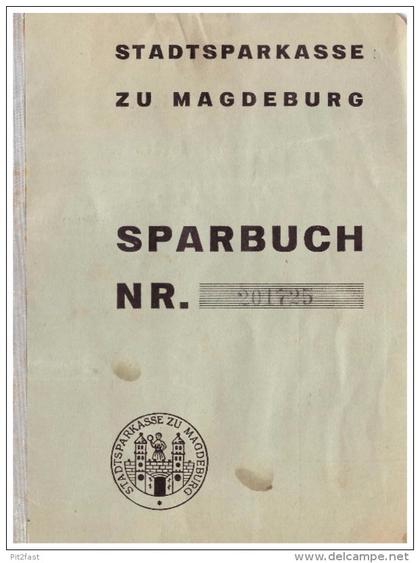 STADTSPARKASSE
ZU MAGDEBURG
SPARBUCH
NR. 201725
STADTSPARKASSE ZU MAGDEBURG
Pit2fast
www.delcampe.net